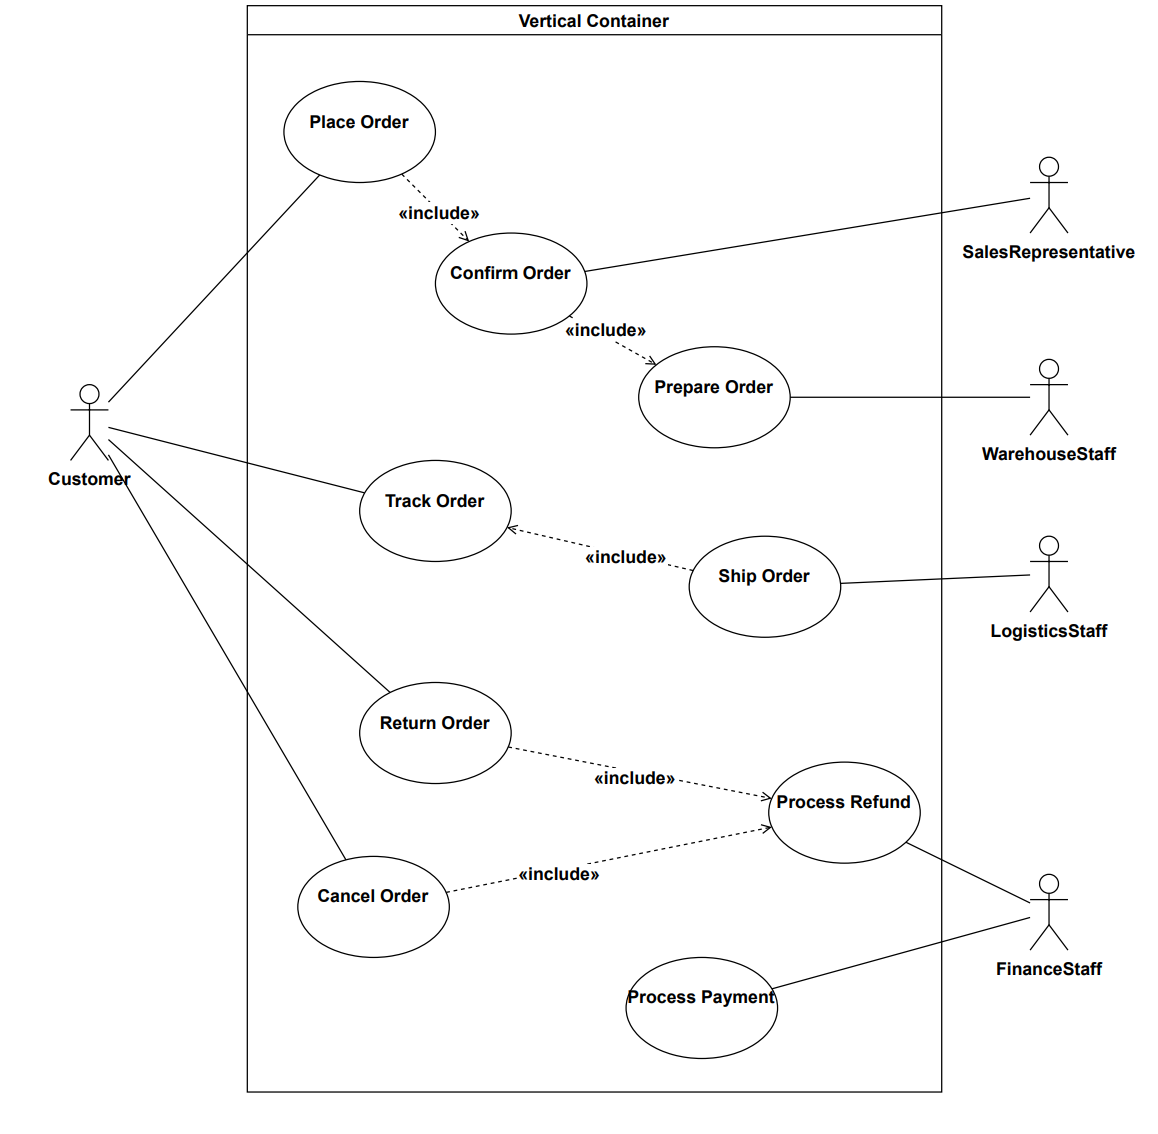 Vertical Container
Place Order
«include»
SalesRepresentative
Confirm Order
«include»
Prepare Order
WarehouseStaff
Customer
Track Order
«include»
Ship Order
LogisticsStaff
Return Order
«include»
Process Refund
«include»
Cancel Order
FinanceStaff
Process Payment